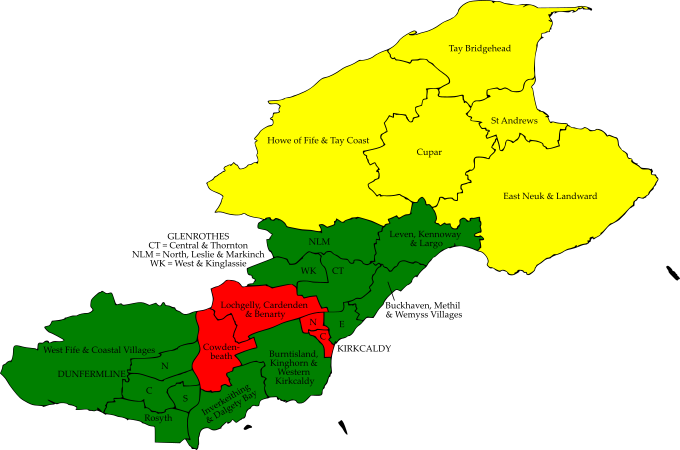 Tay Bridgehead
St Andrews
Howe of Fife & Tay Coast
Cupar
East Neuk & Landward
GLENROTHES
CT = Central & Thornton
NLM = North, Leslie & Markinch
WK = West & Kinglassie
NLM
Leven, Kennoway
& Largo
WK
CT
Buckhaven, Methil
& Wemyss Villages
Lochgelly, Cardenden
& Benarty
N
E
C
KIRKCALDY
Cowden-
beath
West Fife & Coastal Villages
Burntisland,
Kinghorn &
Western
Kirkcaldy
N
DUNFERMLINE
C
S
Inverkeithing
& Dalgety Bay
Rosyth